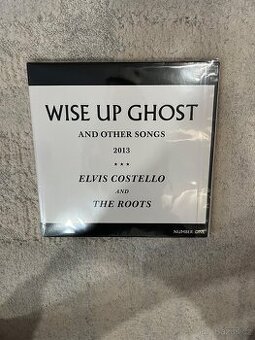 WISE UP GHOST
AND OTHER SONGS
2013
***
ELVIS COSTELLO
AND
THE ROOTS
NUMBER ONE